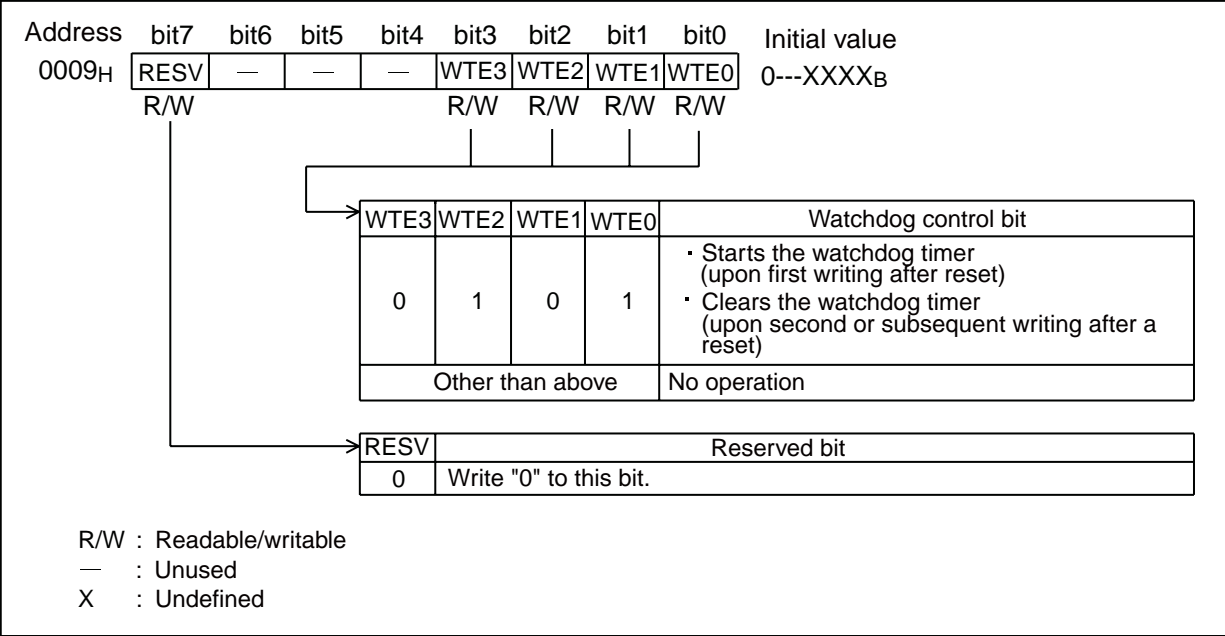 Address bit7 bit6 bit5 bit4 bit3 bit2 bit1 bit0 Initial value
0009H RESV — — — WTE3 WTE2 WTE1 WTE0 0---XXXXB
R/W R/W R/W R/W R/W
WTE3 WTE2 WTE1 WTE0 Watchdog control bit
0 1 0 1
· Starts the watchdog timer
(upon first writing after reset)
· Clears the watchdog timer
(upon second or subsequent writing after a
reset)
Other than above No operation
RESV Reserved bit
0 Write "0" to this bit.
R/W : Readable/writable
— : Unused
X : Undefined